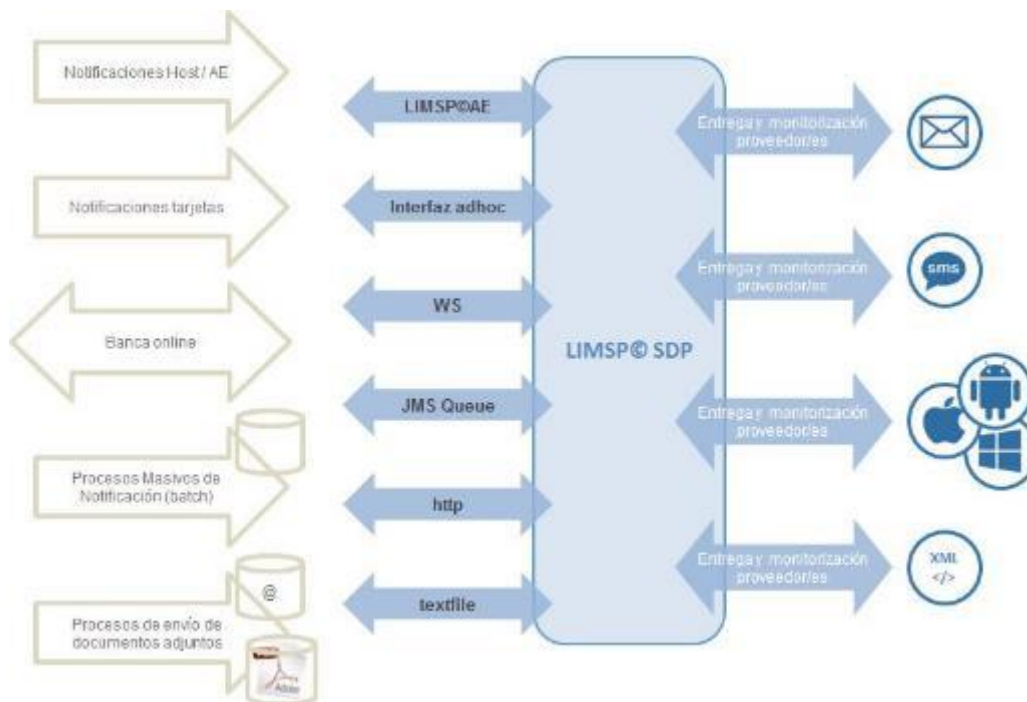 Notificaciones Host / AE
Notificaciones tarjetas
Banca online
Procesos Masivos de
Notificación (batch)
@
Procesos de envío de
documentos adjuntos
Adobe
LIMSP©AE
Interfaz adhoc
WS
JMS Queue
http
textfile
LIMSP© SDP
Entrega y monitorización
proveedor/es
Entrega y monitorización
proveedor/es
Entrega y monitorización
proveedor/es
Entrega y monitorización
proveedor/es
sms
XML
</>